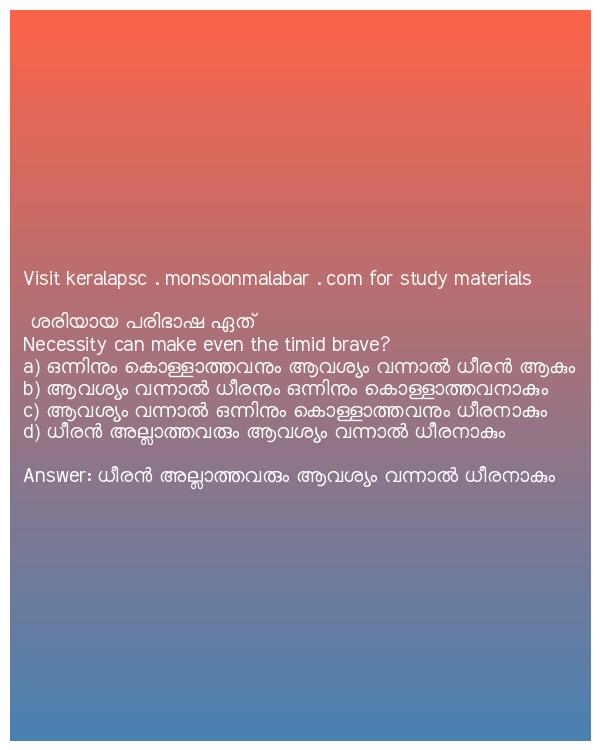 Visit keralapsc . monsoonmalabar . com for study materials
ശരിയായ പരിഭാഷ ഏത്
Necessity can make even the timid brave?
a) ഒന്നിനും കൊള്ളാത്തവനും ആവശ്യം വന്നാൽ ധീരൻ ആകും
b) ആവശ്യം വന്നാൽ ധീരനും ഒന്നിനും കൊള്ളാത്തവനാകും
c) ആവശ്യം വന്നാൽ ഒന്നിനും കൊള്ളാത്തവനും ധീരനാകും
d) ധീരൻ അല്ലാത്തവരും ആവശ്യം വന്നാൽ ധീരനാകും
Answer: ധീരൻ അല്ലാത്തവരും ആവശ്യം വന്നാൽ ധീരനാകും